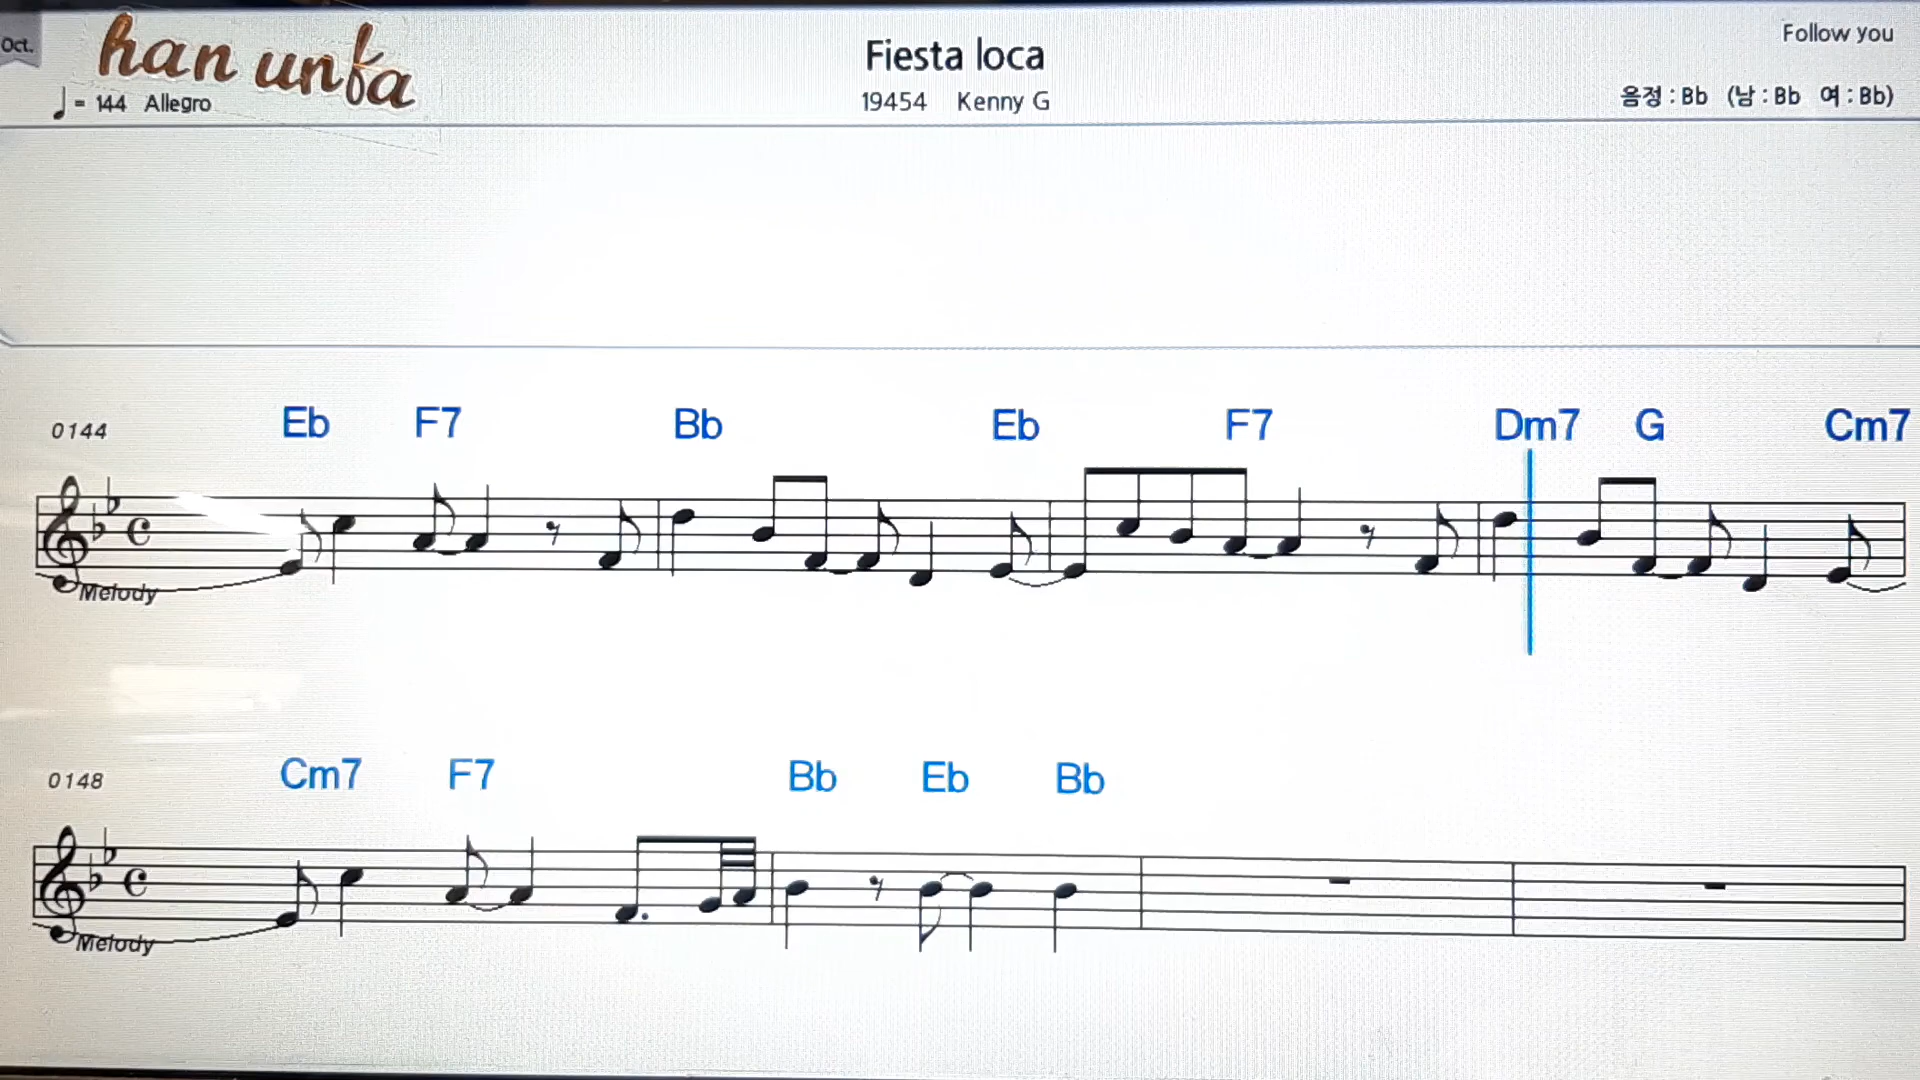 Oct.
han unfa
Fiesta loca
Follow you
♩= 144 Allegro
19454 Kenny G
음정 : Bb (남 : Bb 여 : Bb)
Eb F7 Bb Eb F7 Dm7 G Cm7
0144
Melody
Cm7 F7 Bb Eb Bb
0148
Melody